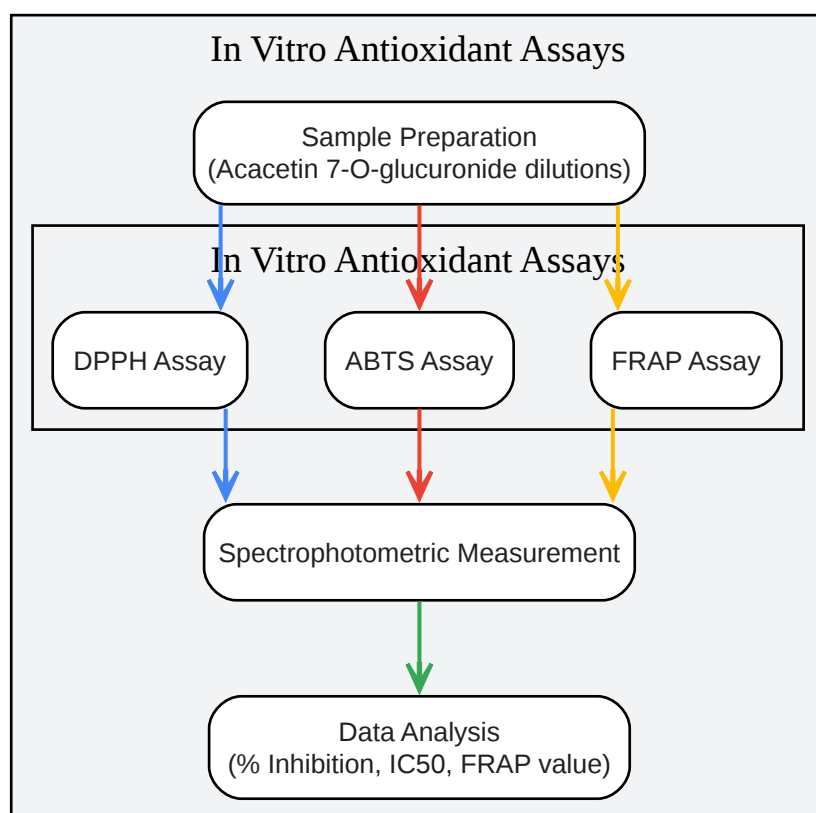 In Vitro Antioxidant Assays
Sample Preparation
(Acacetin 7-O-glucuronide dilutions)
In Vitro Antioxidant Assays
DPPH Assay
ABTS Assay
FRAP Assay
Spectrophotometric Measurement
Data Analysis
(% Inhibition, IC50, FRAP value)